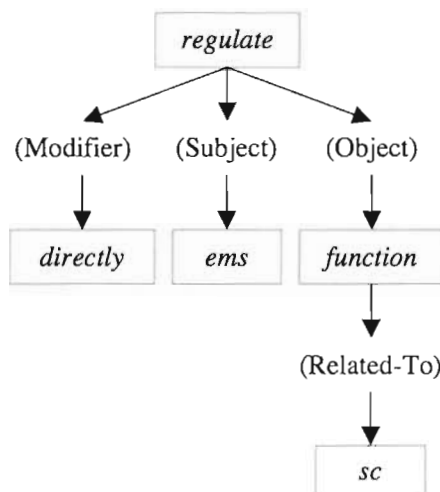 regulate
(Modifier) (Subject) (Object)
directly ems function
(Related-To)
sc